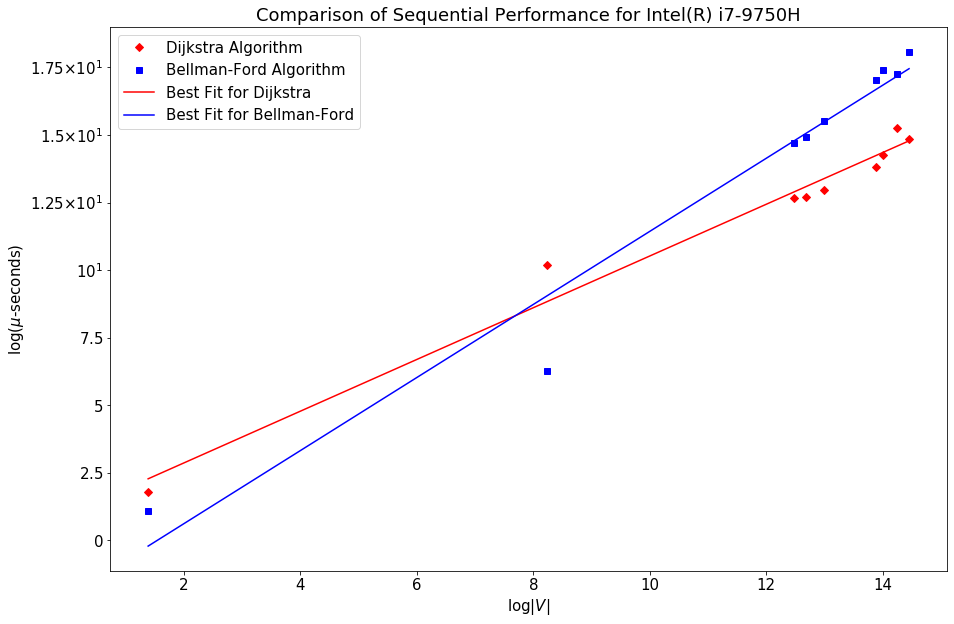 Comparison of Sequential Performance for Intel(R) i7-9750H
Dijkstra Algorithm
Bellman-Ford Algorithm
Best Fit for Dijkstra
Best Fit for Bellman-Ford
1.75×10¹
1.5×10¹
1.25×10¹
10¹
7.5
5
2.5
0
log(μ-seconds)
2 4 6 8 10 12 14
log|V|